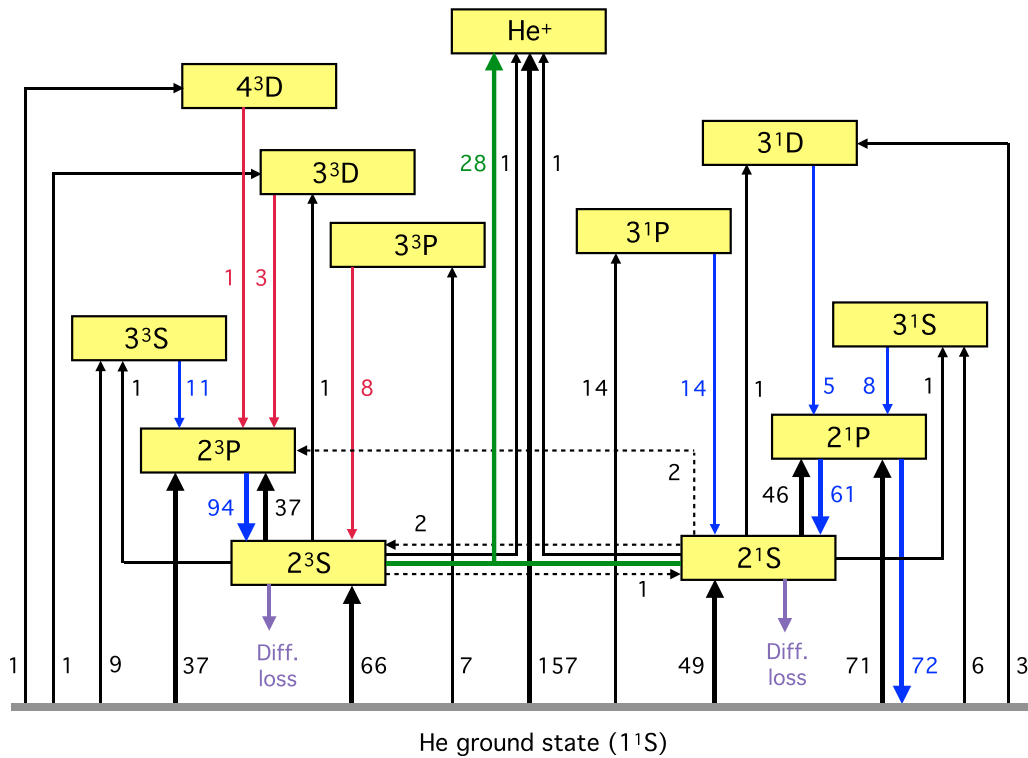 He⁺
4³D
3¹D
28
1
1
3³D
3¹P
3³P
1
3
3³S
3¹S
1
11
1
8
14
14
1
5
8
1
2³P
2¹P
2
94
37
46
61
2
2³S
2¹S
1
Diff.
loss
Diff.
loss
1
1
9
37
66
7
157
49
71
72
6
3
He ground state (1¹S)